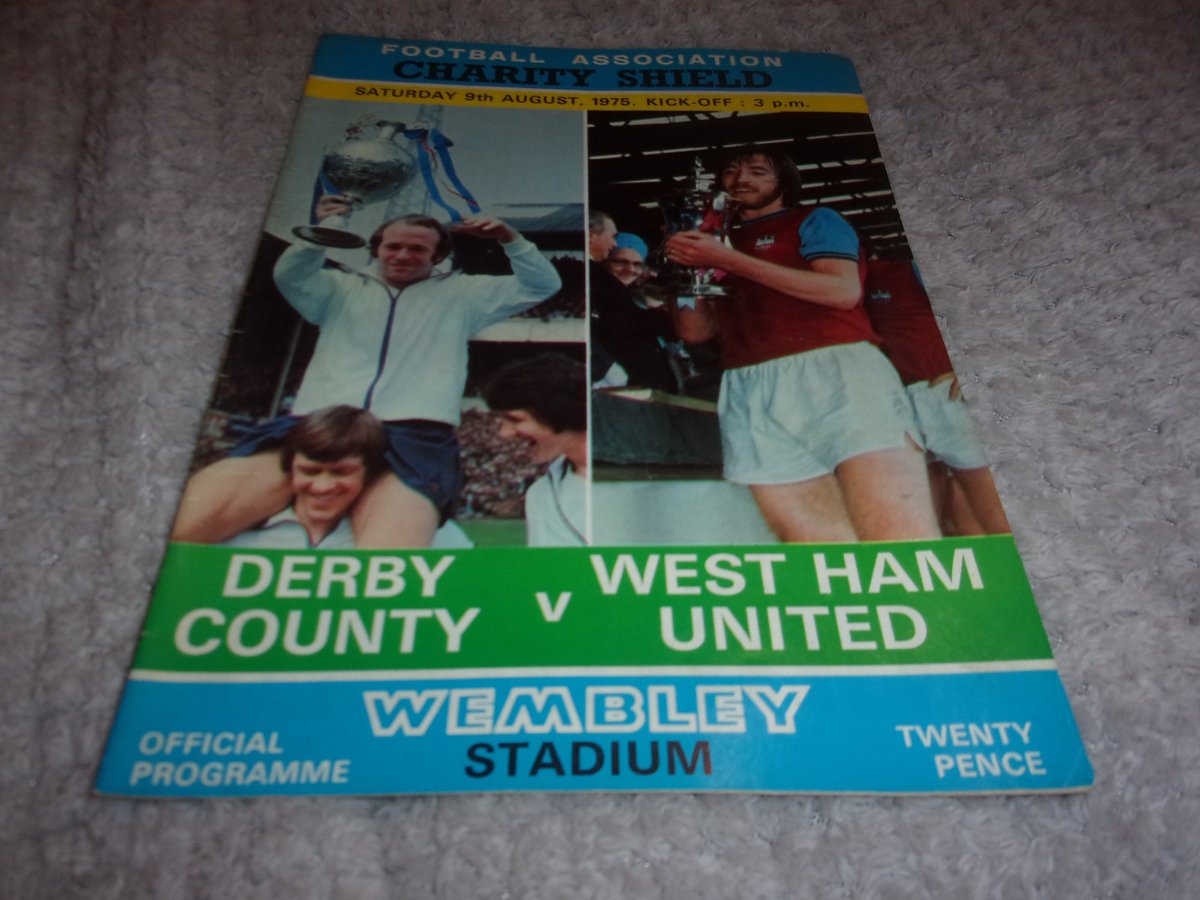 FOOTBALL ASSOCIATION
CHARITY SHIELD
SATURDAY 9th AUGUST, 1975. KICK-OFF : 3 p.m.
DERBY
COUNTY
v
WEST HAM
UNITED
WEMBLEY
STADIUM
OFFICIAL
PROGRAMME
TWENTY
PENCE